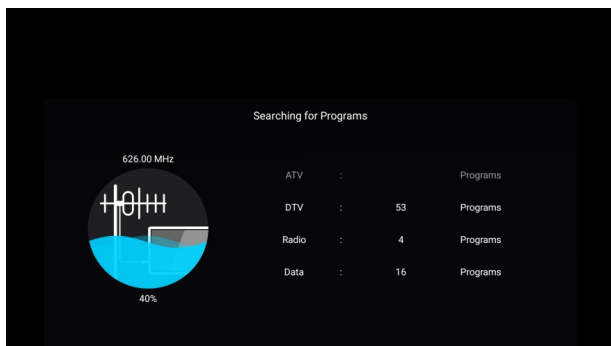 Searching for Programs
626.00 MHz
ATV : Programs
DTV : 53 Programs
Radio : 4 Programs
Data : 16 Programs
40%